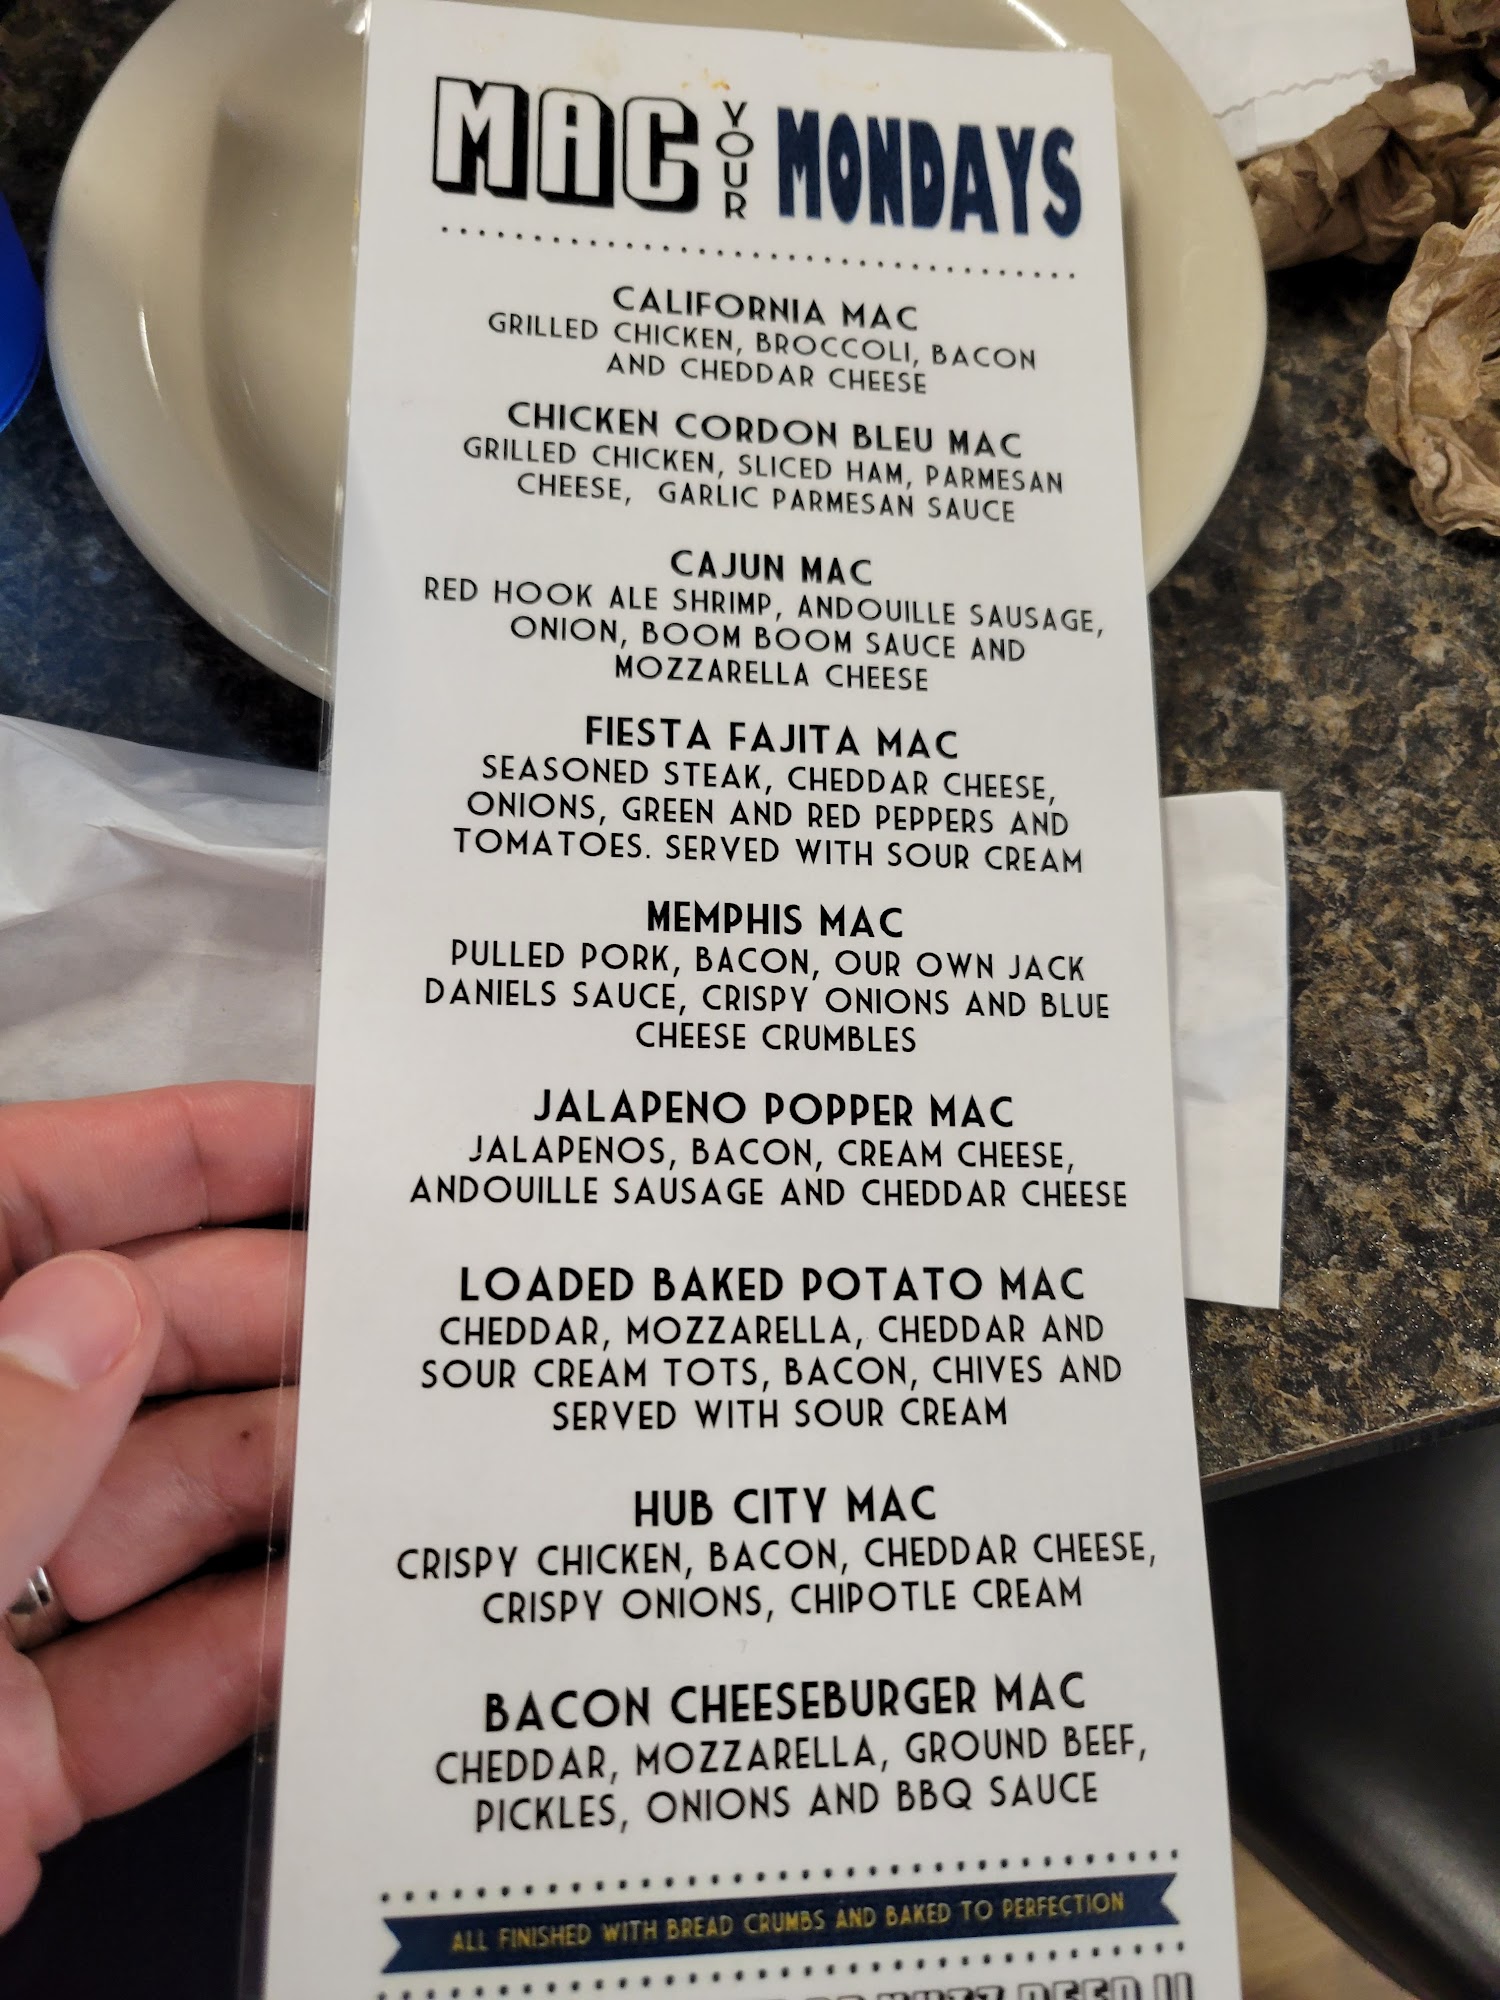 MAC YOUR MONDAYS
CALIFORNIA MAC
GRILLED CHICKEN, BROCCOLI, BACON
AND CHEDDAR CHEESE
CHICKEN CORDON BLEU MAC
GRILLED CHICKEN, SLICED HAM, PARMESAN
CHEESE, GARLIC PARMESAN SAUCE
CAJUN MAC
RED HOOK ALE SHRIMP, ANDOUILLE SAUSAGE,
ONION, BOOM BOOM SAUCE AND
MOZZARELLA CHEESE
FIESTA FAJITA MAC
SEASONED STEAK, CHEDDAR CHEESE,
ONIONS, GREEN AND RED PEPPERS AND
TOMATOES. SERVED WITH SOUR CREAM
MEMPHIS MAC
PULLED PORK, BACON, OUR OWN JACK
DANIELS SAUCE, CRISPY ONIONS AND BLUE
CHEESE CRUMBLES
JALAPENO POPPER MAC
JALAPENOS, BACON, CREAM CHEESE,
ANDOUILLE SAUSAGE AND CHEDDAR CHEESE
LOADED BAKED POTATO MAC
CHEDDAR, MOZZARELLA, CHEDDAR AND
SOUR CREAM TOTS, BACON, CHIVES AND
SERVED WITH SOUR CREAM
HUB CITY MAC
CRISPY CHICKEN, BACON, CHEDDAR CHEESE,
CRISPY ONIONS, CHIPOTLE CREAM
BACON CHEESEBURGER MAC
CHEDDAR, MOZZARELLA, GROUND BEEF,
PICKLES, ONIONS AND BBQ SAUCE
ALL FINISHED WITH BREAD CRUMBS AND BAKED TO PERFECTION